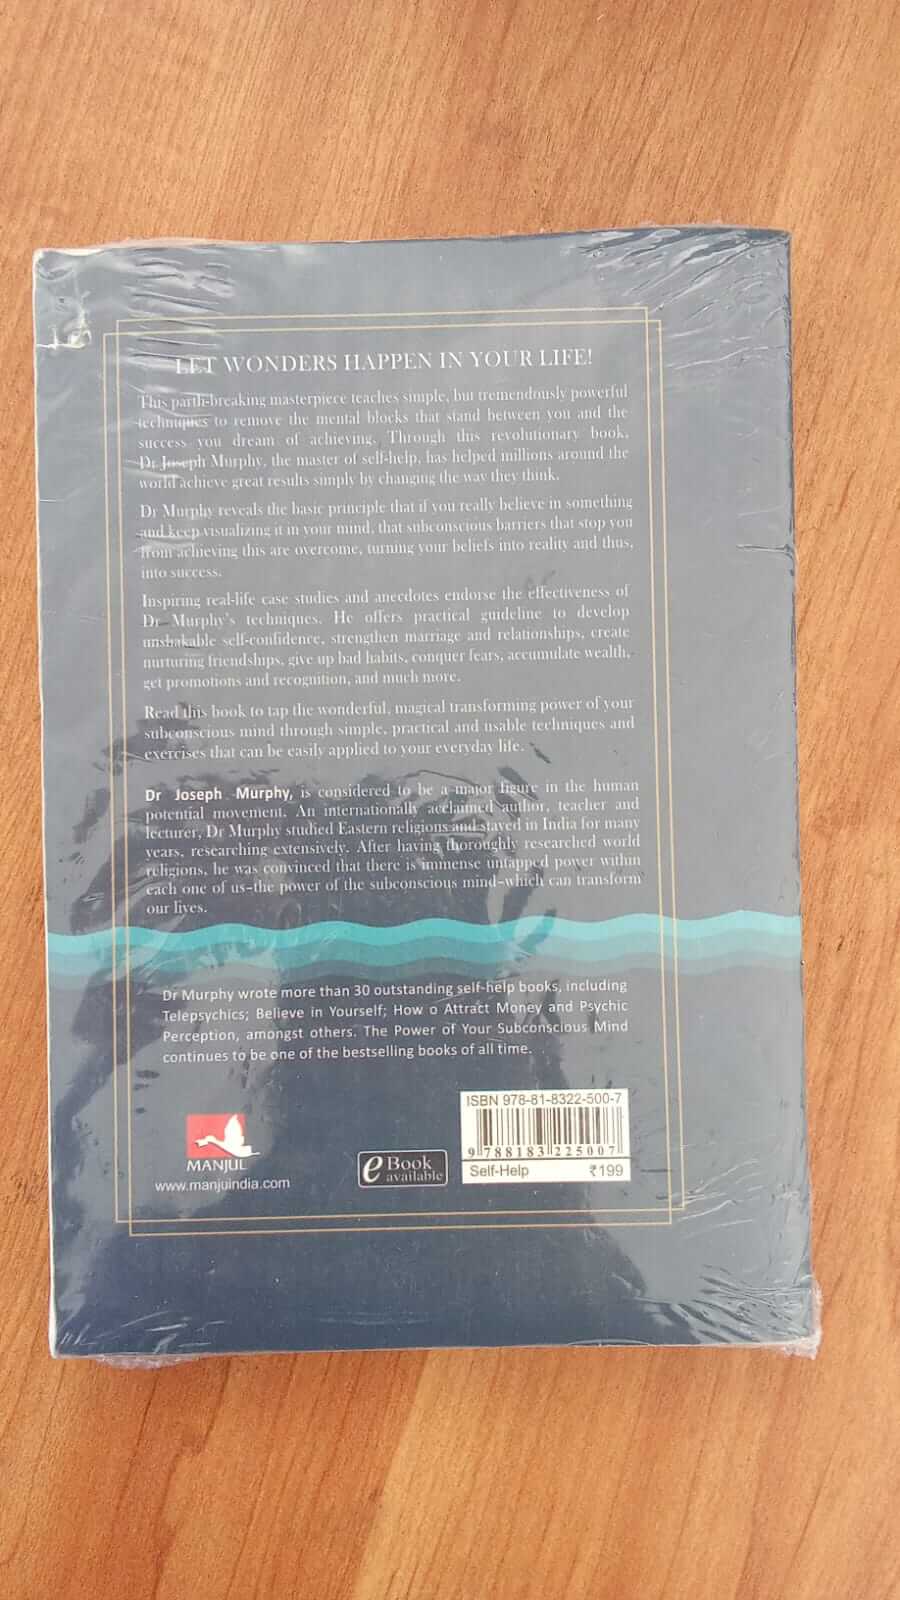 LET WONDERS HAPPEN IN YOUR LIFE!
This parth-breaking masterpiece teaches simple, but tremendously powerful
techniques to remove the mental blocks that stand between you and the
success you dream of achieving. Through this revolutionary book,
Dr Joseph Murphy, the master of self-help, has helped millions around the
world achieve great results simply by changing the way they think.
Dr Murphy reveals the basic principle that if you really believe in something
and keep visualizing it in your mind, that subconscious barriers that stop you
from achieving this are overcome, turning your beliefs into reality and thus,
into success.
Inspiring real-life case studies and anecdotes endorse the effectiveness of
Dr Murphy's techniques. He offers practical guideline to develop
unshakable self-confidence, strengthen marriage and relationships, create
nurturing friendships, give up bad habits, conquer fears, accumulate wealth,
get promotions and recognition, and much more.
Read this book to tap the wonderful, magical transforming power of your
subconscious mind through simple, practical and usable techniques and
exercises that can be easily applied to your everyday life.
Dr Joseph Murphy, is considered to be a major figure in the human
potential movement. An internationally acclaimed author, teacher and
lecturer, Dr Murphy studied Eastern religions and stayed in India for many
years, researching extensively. After having thoroughly researched world
religions, he was convinced that there is immense untapped power within
each one of us–the power of the subconscious mind–which can transform
our lives.
Dr Murphy wrote more than 30 outstanding self-help books, including
Telepsychics; Believe in Yourself; How o Attract Money and Psychic
Perception, amongst others. The Power of Your Subconscious Mind
continues to be one of the bestselling books of all time.
ISBN 978-81-8322-500-7
9 788183 225007
Self-Help ₹199
MANJUL
www.manjuindia.com
eBook
available